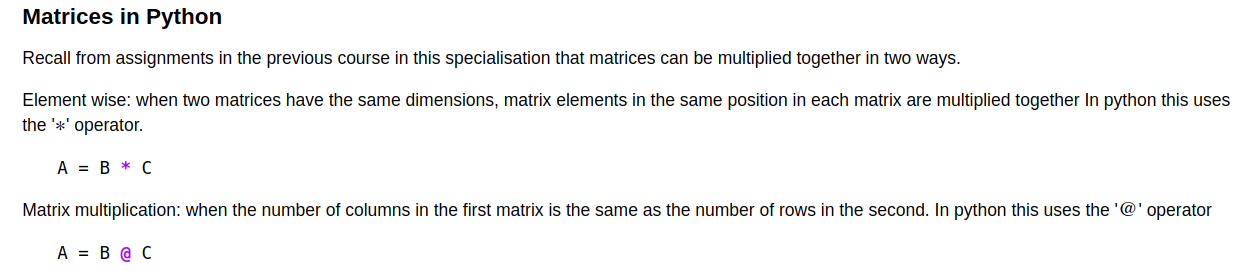 Matrices in Python
Recall from assignments in the previous course in this specialisation that matrices can be multiplied together in two ways.
Element wise: when two matrices have the same dimensions, matrix elements in the same position in each matrix are multiplied together In python this uses
the '∗' operator.
A = B * C
Matrix multiplication: when the number of columns in the first matrix is the same as the number of rows in the second. In python this uses the '@' operator
A = B @ C